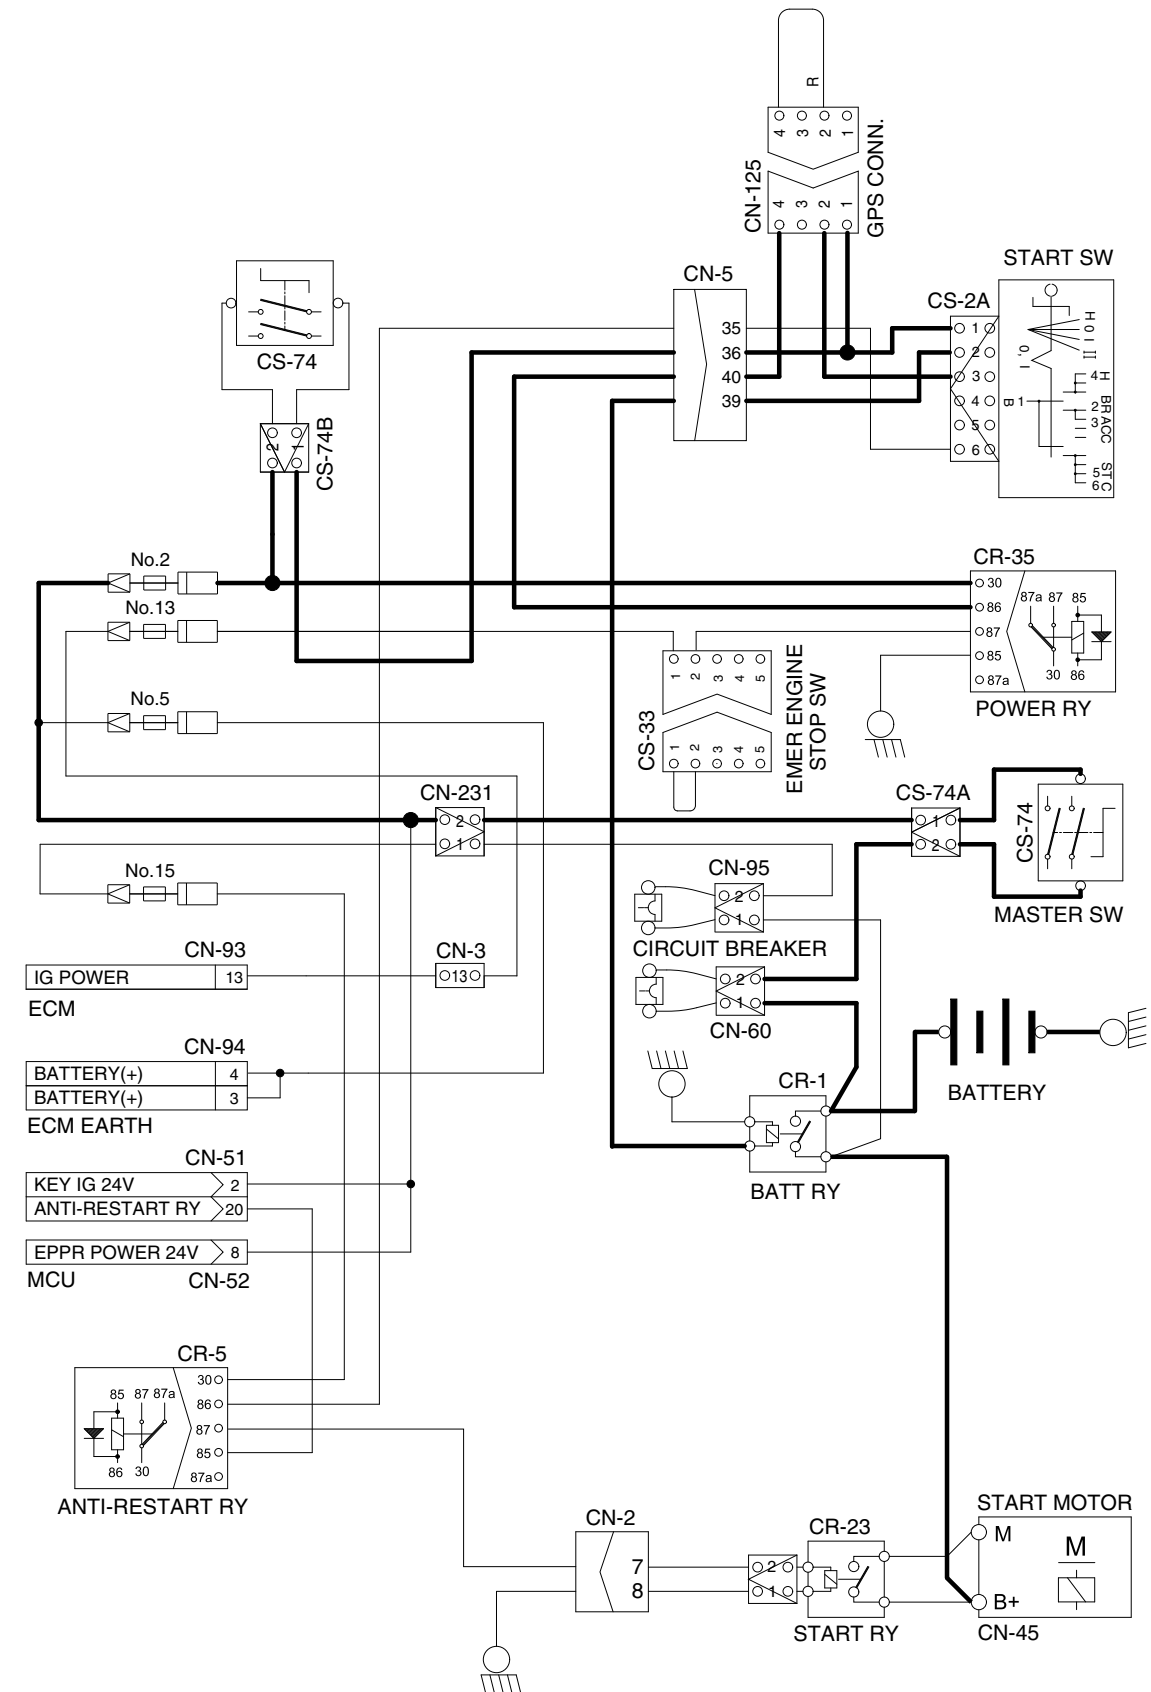 R
4 3 2 1
CN-125
GPS CONN.
4 3 2 1
START SW
CN-5
CS-2A
35
36
40
39
1
2
3
4
5
6
H O I II
0, I
B 1
4 H
BR
2
ACC
3
ST
5
C
6
CS-74
2 1
CS-74B
No.2
CR-35
30
86
87
85
87a
87a 87 85
30 86
POWER RY
No.13
1 2 3 4 5
CS-33
1 2 3 4 5
EMER ENGINE
STOP SW
No.5
CN-231
2
1
CS-74A
1
2
CS-74
MASTER SW
No.15
CN-95
2
1
CIRCUIT BREAKER
CN-93
IG POWER 13
ECM
CN-3
13
2
1
CN-60
BATTERY
CN-94
BATTERY(+) 4
BATTERY(+) 3
ECM EARTH
CR-1
BATT RY
CN-51
KEY IG 24V 2
ANTI-RESTART RY 20
EPPR POWER 24V 8
MCU CN-52
CR-5
85 87 87a
86 30
30
86
87
85
87a
ANTI-RESTART RY
CN-2
7
8
2
1
CR-23
START RY
START MOTOR
M
M
B+
CN-45